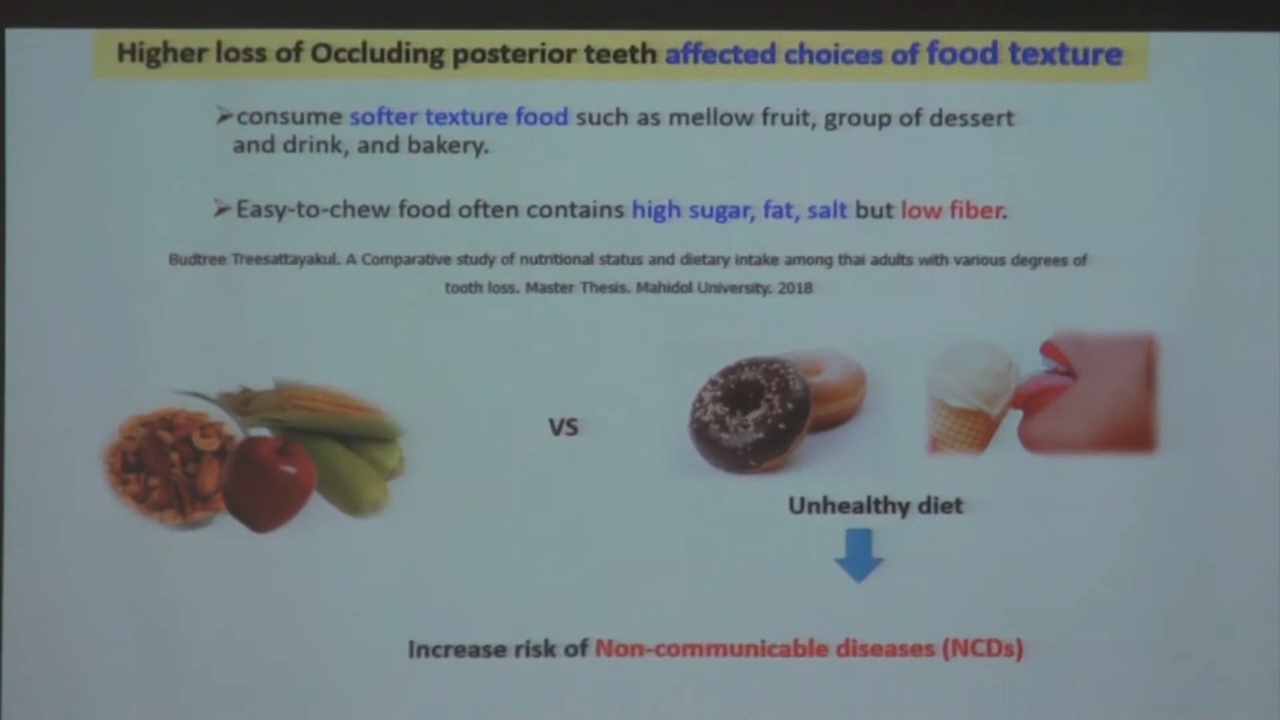 Higher loss of Occluding posterior teeth affected choices of food texture
➢consume softer texture food such as mellow fruit, group of dessert
and drink, and bakery.
➢Easy-to-chew food often contains high sugar, fat, salt but low fiber.
Budtree Treesattayakul. A Comparative study of nutritional status and dietary intake among thai adults with various degrees of
tooth loss. Master Thesis. Mahidol University. 2018
VS
Unhealthy diet
Increase risk of Non-communicable diseases (NCDs)